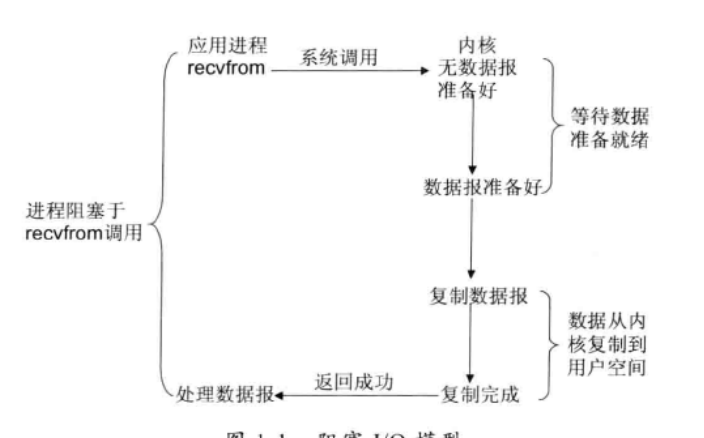 应用进程
recvfrom
系统调用
内核
无数据报
准备好
等待数据
准备就绪
数据报准备好
进程阻塞于
recvfrom调用
复制数据报
数据从内
核复制到
用户空间
处理数据报
返回成功
复制完成